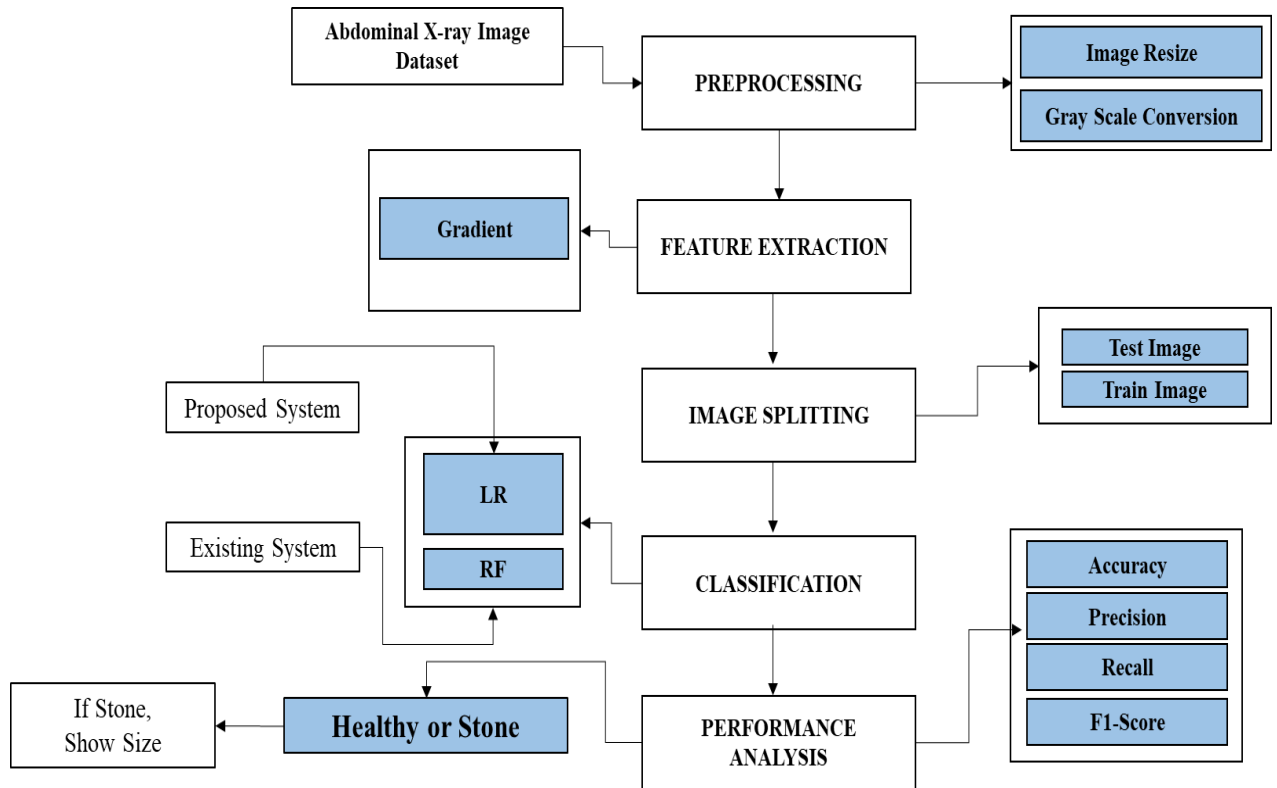 Abdominal X-ray Image
Dataset
PREPROCESSING
Image Resize
Gray Scale Conversion
Gradient
FEATURE EXTRACTION
Test Image
Train Image
IMAGE SPLITTING
Proposed System
LR
RF
Existing System
CLASSIFICATION
Accuracy
Precision
Recall
F1-Score
PERFORMANCE
ANALYSIS
Healthy or Stone
If Stone,
Show Size